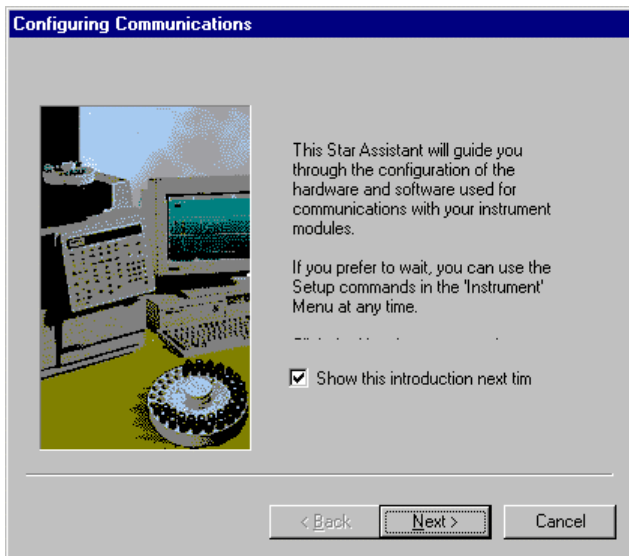 Configuring Communications
This Star Assistant will guide you
through the configuration of the
hardware and software used for
communications with your instrument
modules.
If you prefer to wait, you can use the
Setup commands in the 'Instrument'
Menu at any time.
Show this introduction next tim
< Back
Next >
Cancel